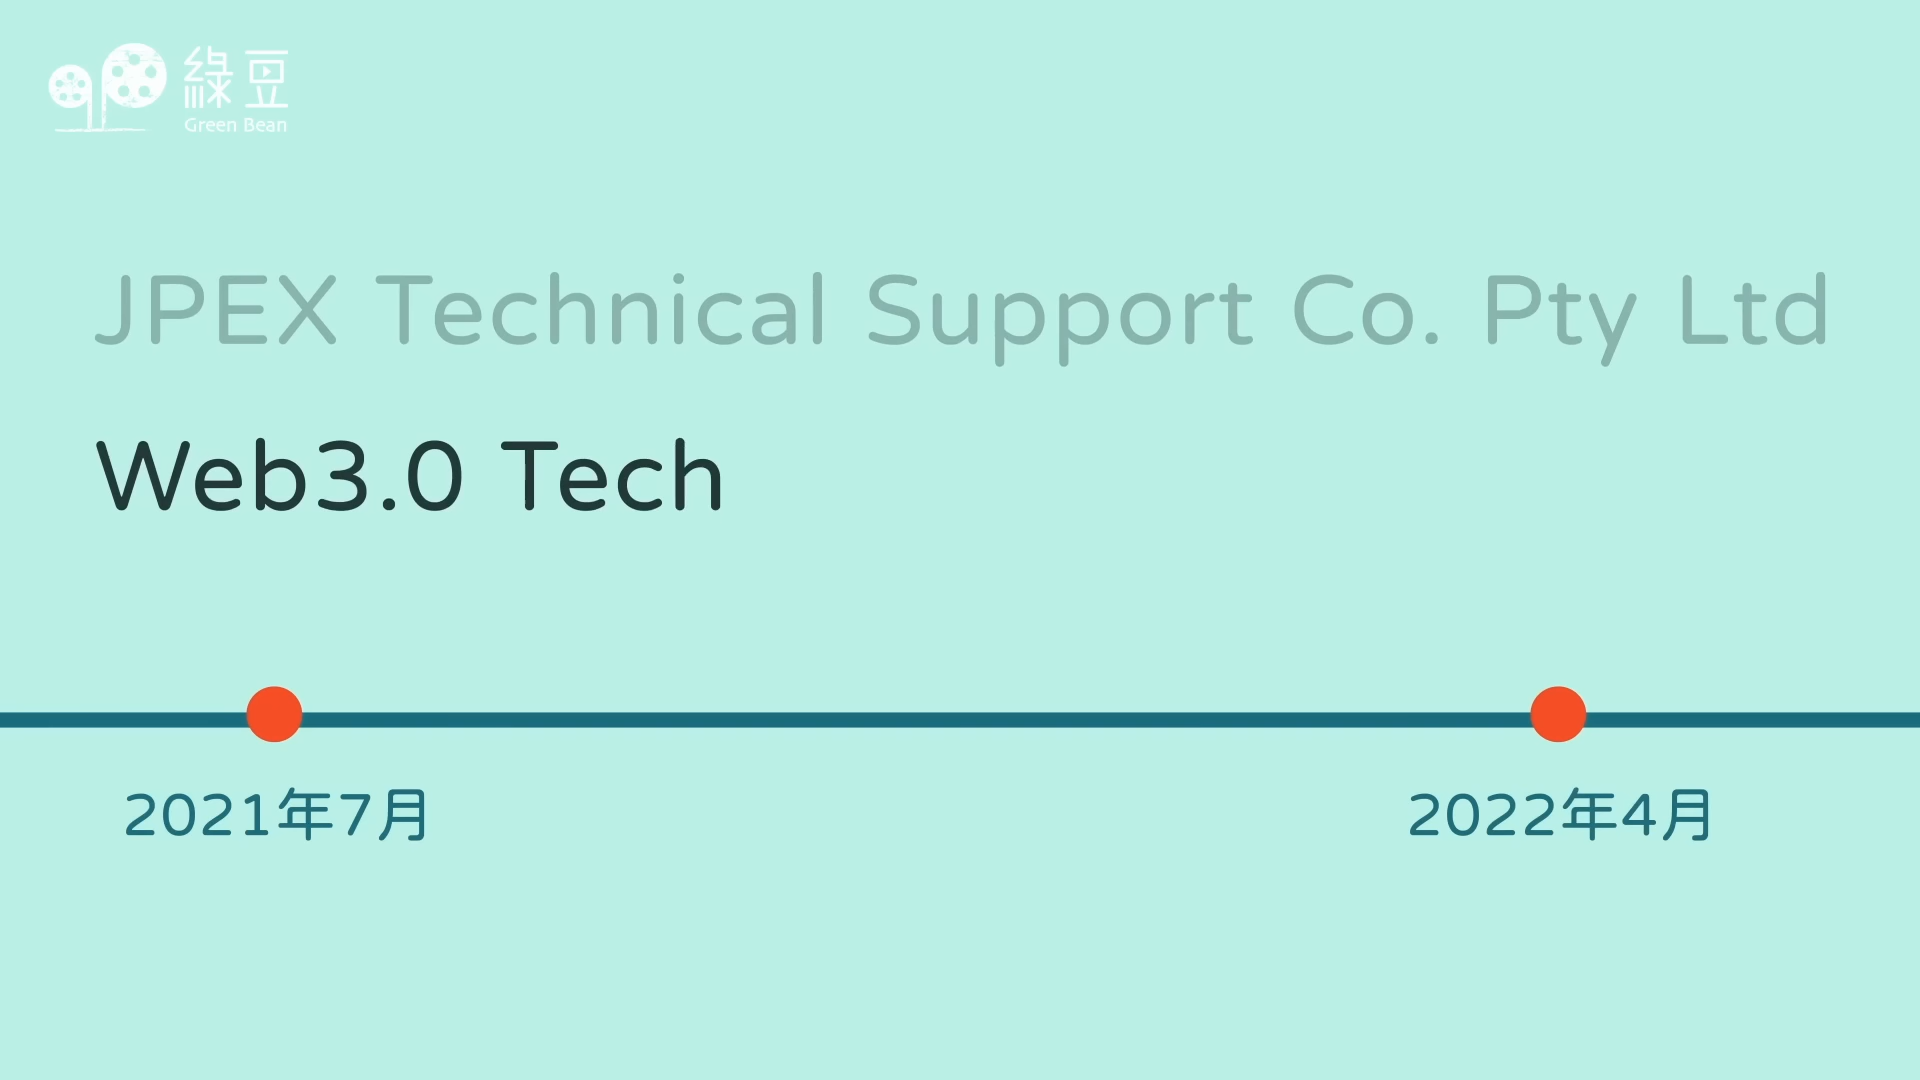 綠豆
Green Bean
JPEX Technical Support Co. Pty Ltd
Web3.0 Tech
2021年7月
2022年4月